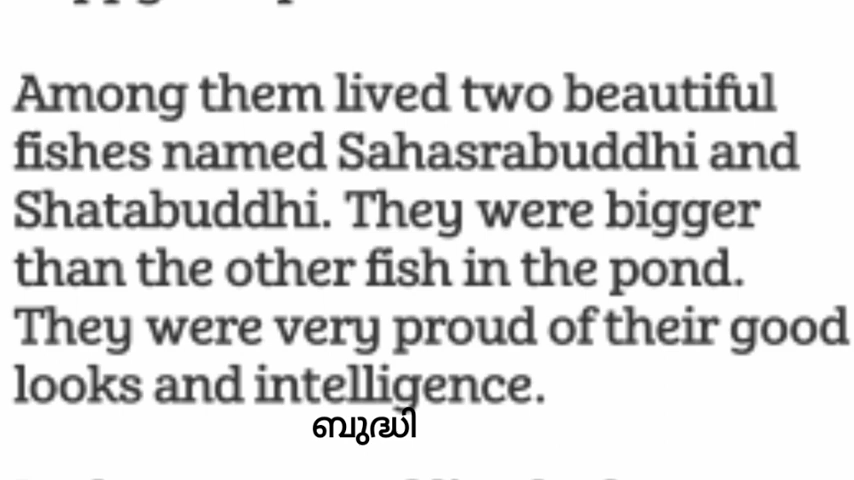 Among them lived two beautiful
fishes named Sahasrabuddhi and
Shatabuddhi. They were bigger
than the other fish in the pond.
They were very proud of their good
looks and intelligence.
ബുദ്ധി